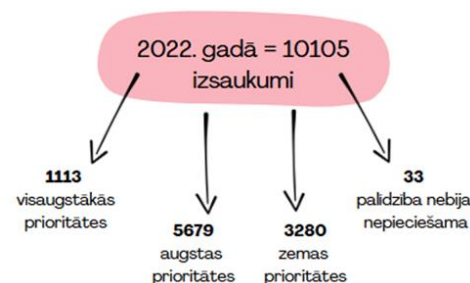 2022. gadā = 10105
izsaukumi
1113
visaugstākās
prioritātes
5679
augstas
prioritātes
3280
zemas
prioritātes
33
palīdzība nebija
nepieciešama